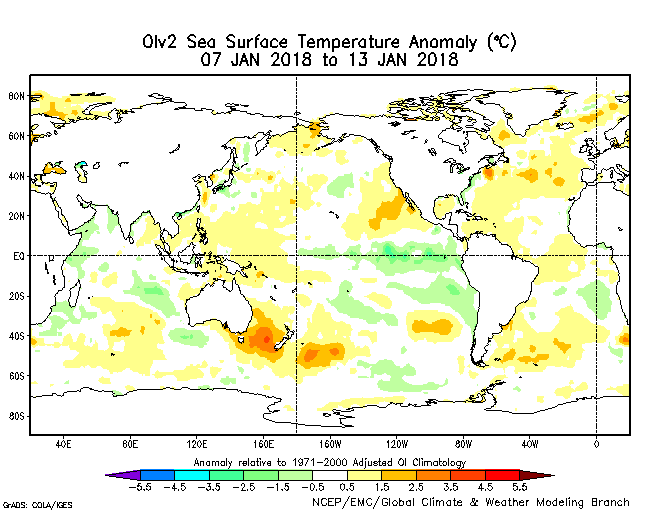 OIv2 Sea Surface Temperature Anomaly (°C)
07 JAN 2018 to 13 JAN 2018
80N
60N
40N
20N
EQ
20S
40S
60S
80S
40E 80E 120E 160E 160W 120W 80W 40W 0
Anomaly relative to 1971-2000 Adjusted OI Climatology
-5.5 -4.5 -3.5 -2.5 -1.5 -0.5 0.5 1.5 2.5 3.5 4.5 5.5
GrADS: COLA/IGES
NCEP/EMC/Global Climate & Weather Modeling Branch